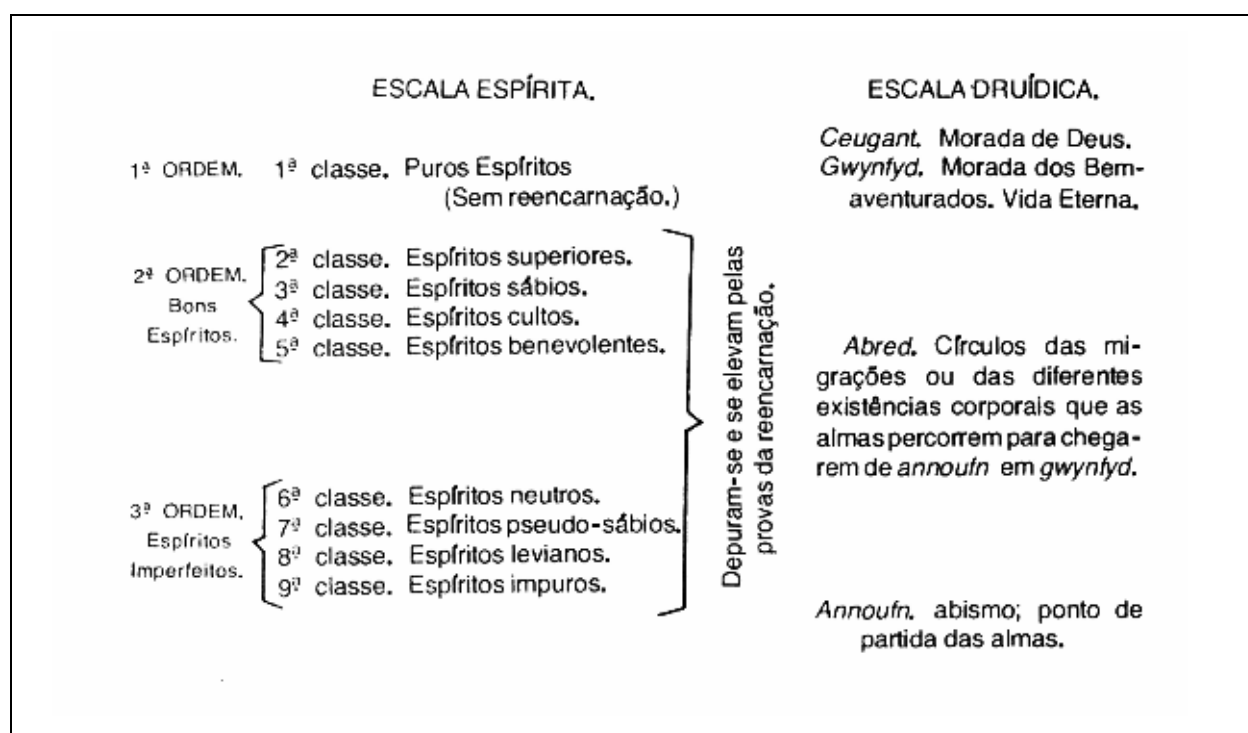 ESCALA ESPÍRITA.
1ª ORDEM. 1ª classe. Puros Espíritos
(Sem reencarnação.)
2ª ORDEM.
Bons
Espíritos.
2ª classe. Espíritos superiores.
3ª classe. Espíritos sábios.
4ª classe. Espíritos cultos.
5ª classe. Espíritos benevolentes.
3ª ORDEM.
Espíritos
Imperfeitos.
6ª classe. Espíritos neutros.
7ª classe. Espíritos pseudo-sábios.
8ª classe. Espíritos levianos.
9ª classe. Espíritos impuros.
Depuram-se e se elevam pelas
provas da reencarnação.
ESCALA DRUÍDICA.
Ceugant. Morada de Deus.
Gwynfyd. Morada dos Bem-
aventurados. Vida Eterna.
Abred. Círculos das mi-
grações ou das diferentes
existências corporais que as
almas percorrem para chega-
rem de annoufn em gwynfyd.
Annoufn. abismo; ponto de
partida das almas.